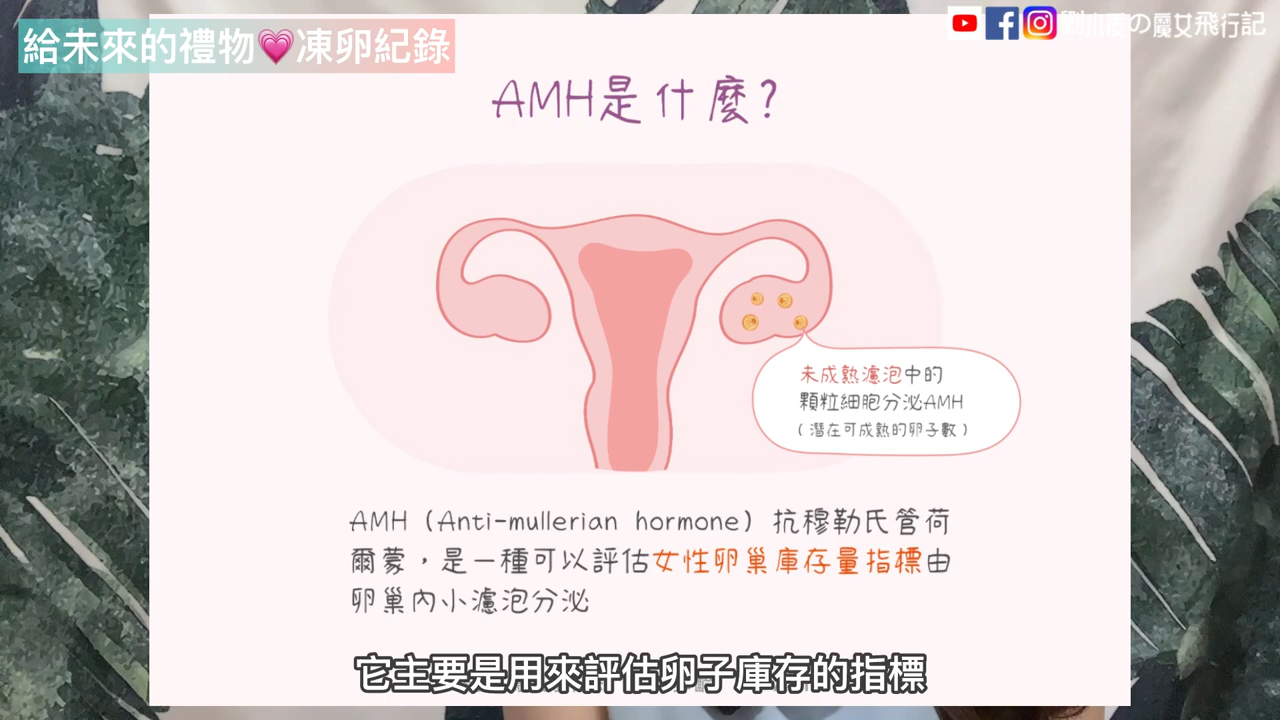 給未來的禮物💗凍卵紀錄
の魔女飛行記
AMH是什麼?
未成熟濾泡中的
顆粒細胞分泌AMH
(潛在可成熟的卵子數)
AMH (Anti-mullerian hormone) 抗穆勒氏管荷
爾蒙，是一種可以評估女性卵巢庫存量指標由
卵巢內小濾泡分泌
它主要是用來評估卵子庫存的指標